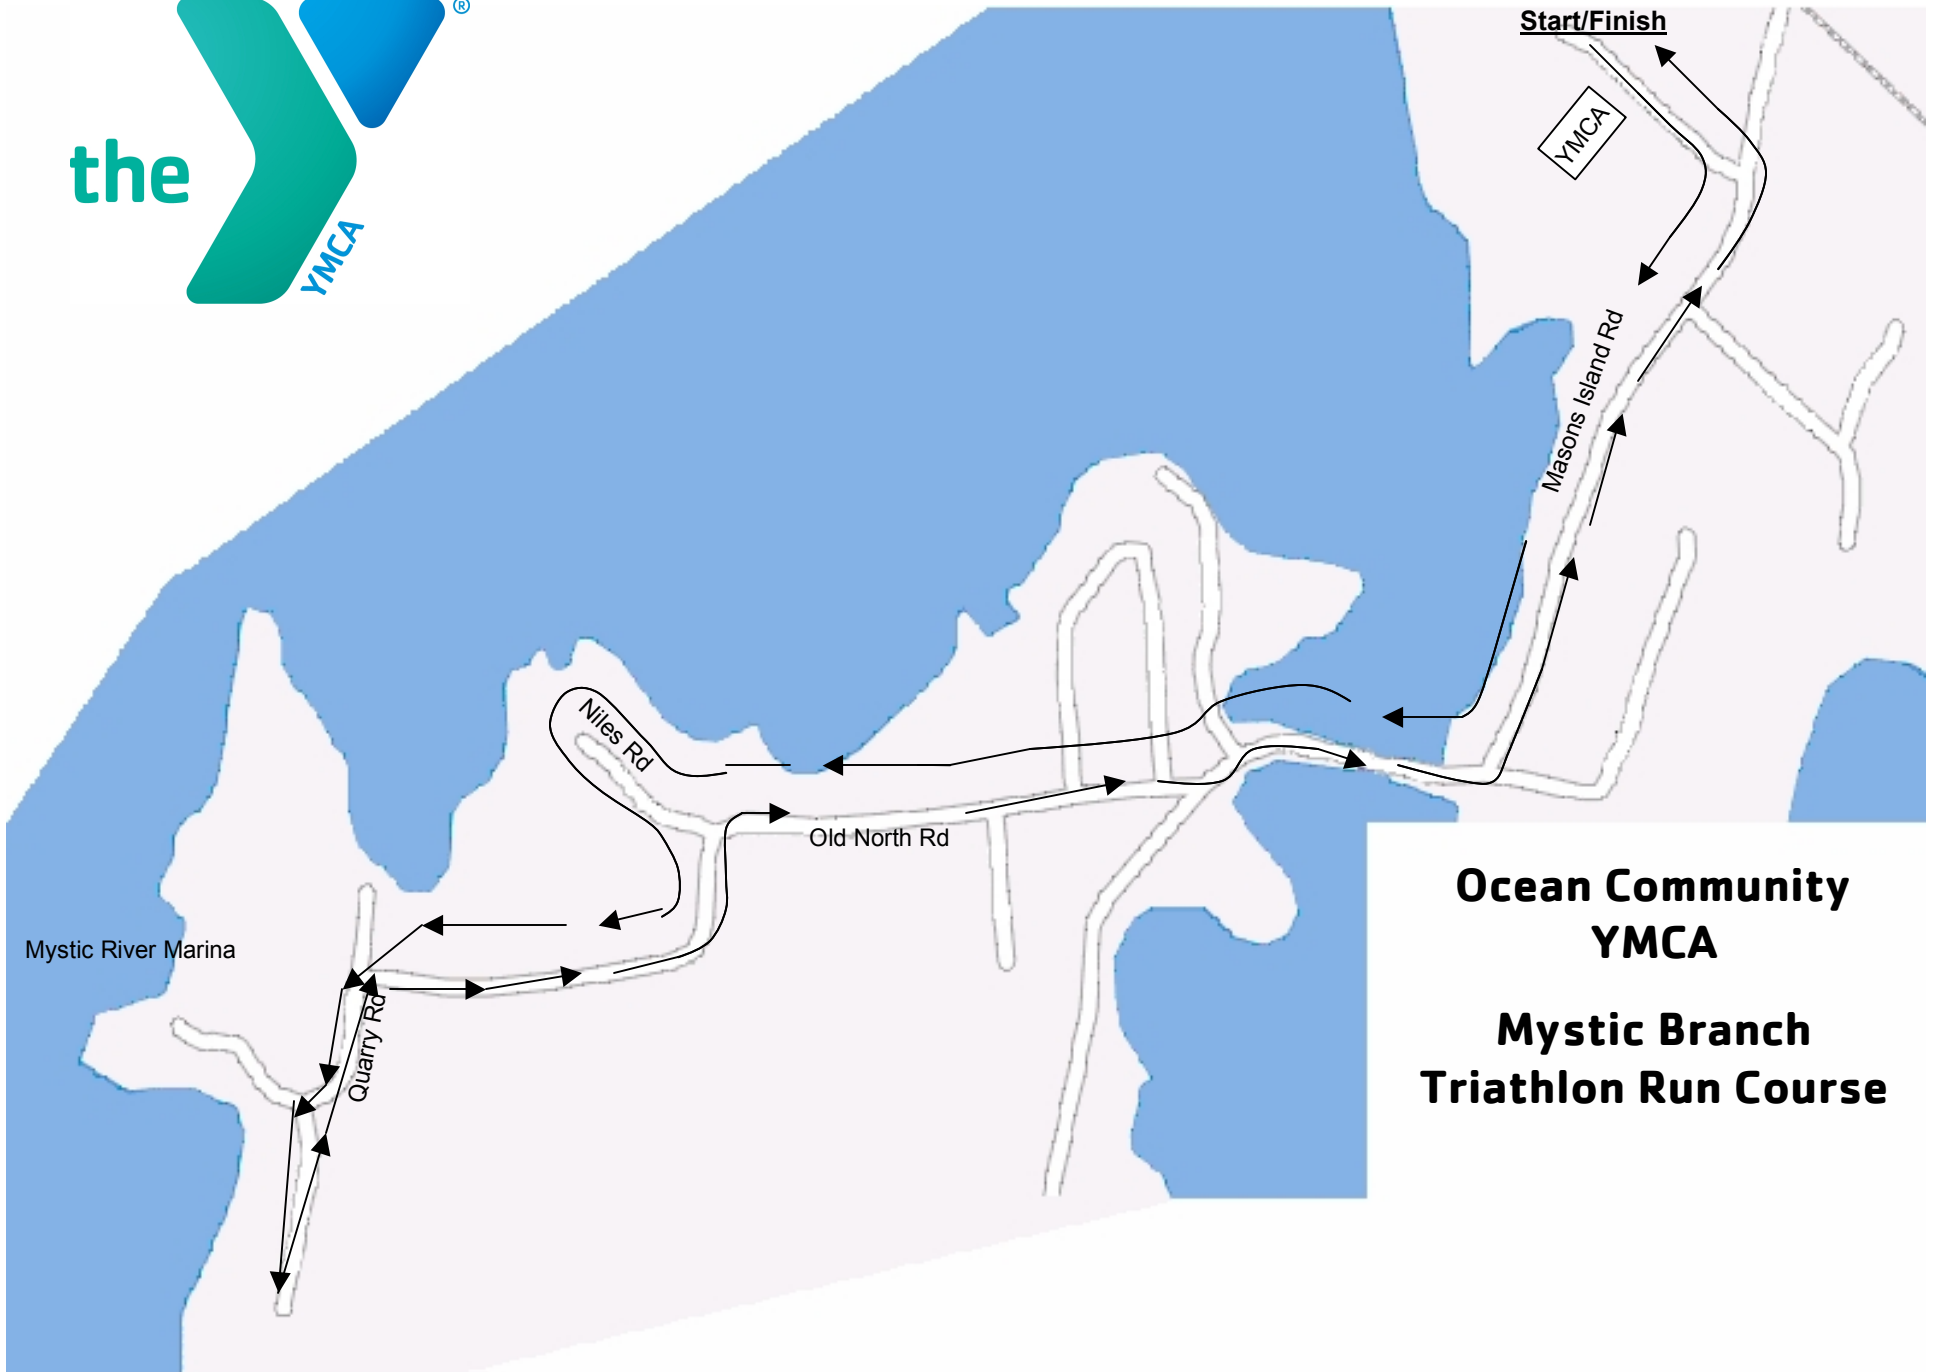 ®
the
YMCA
Start/Finish
YMCA
Masons Island Rd
Niles Rd
Old North Rd
Mystic River Marina
Quarry Rd
Ocean Community
YMCA
Mystic Branch
Triathlon Run Course